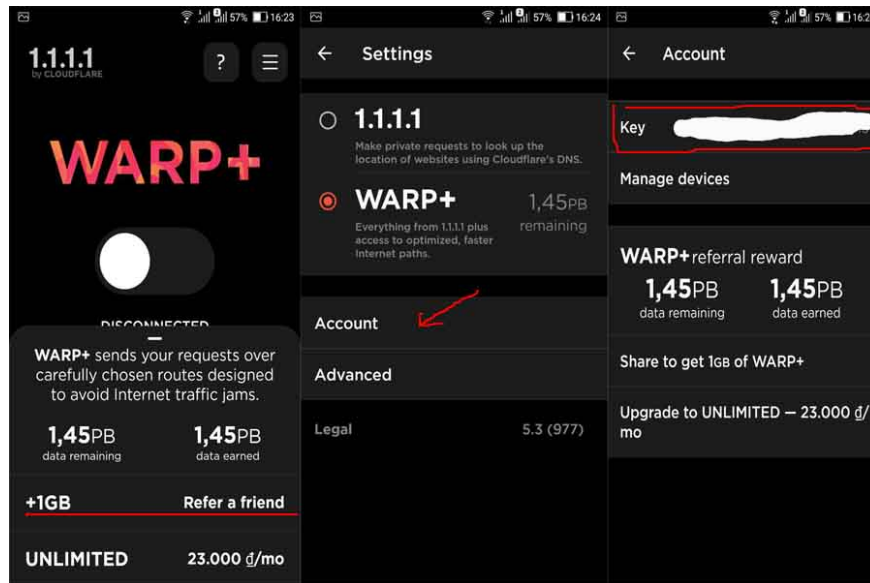 57% 16:23
1.1.1.1
by CLOUDFLARE
?
WARP+
DISCONNECTED
WARP+ sends your requests over
carefully chosen routes designed
to avoid Internet traffic jams.
1,45PB 1,45PB
data remaining data earned
+1GB Refer a friend
UNLIMITED 23.000 ₫/mo
57% 16:24
Settings
1.1.1.1
Make private requests to look up the
location of websites using Cloudflare's DNS.
WARP+ 1,45PB
remaining
Everything from 1.1.1.1 plus
access to optimized, faster
Internet paths.
Account
Advanced
Legal 5.3 (977)
57% 16:2
Account
Key
Manage devices
WARP+ referral reward
1,45PB 1,45PB
data remaining data earned
Share to get 1GB of WARP+
Upgrade to UNLIMITED — 23.000 ₫/
mo